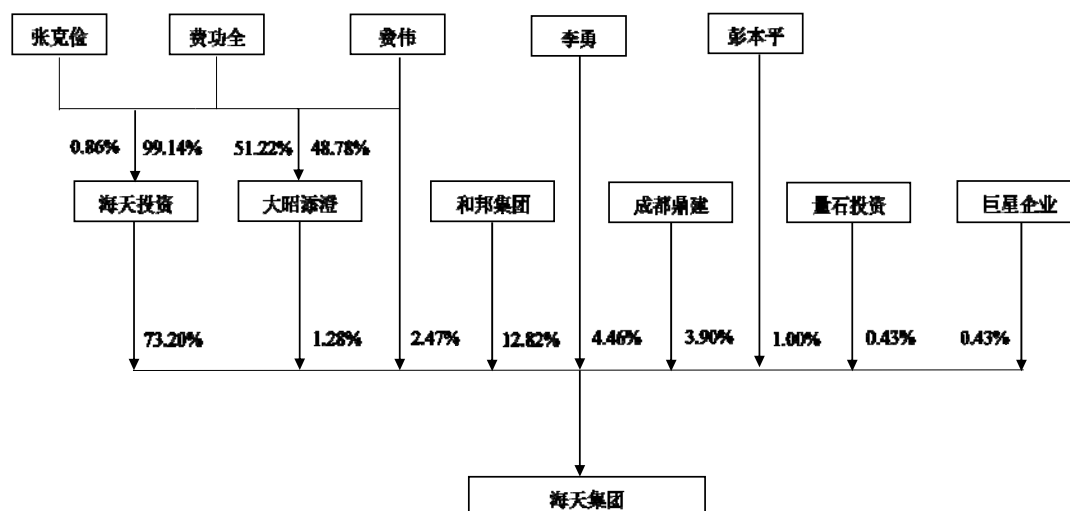 张克俭
费功全
费伟
李勇
彭本平
0.86%
99.14%
51.22%
48.78%
海天投资
大昭添澄
和邦集团
成都鼎建
量石投资
巨星企业
73.20%
1.28%
2.47%
12.82%
4.46%
3.90%
1.00%
0.43%
0.43%
海天集团